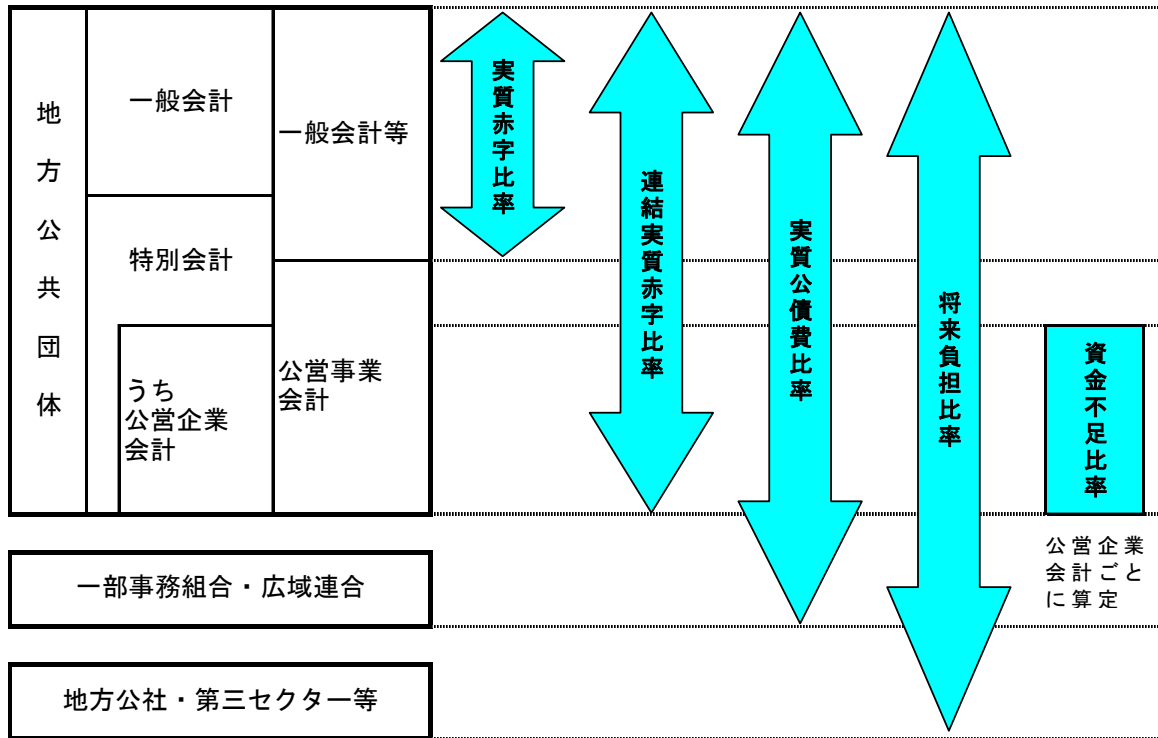 地方公共団体
一般会計
特別会計
うち
公営企業
会計
一般会計等
公営事業
会計
実質赤字比率
連結実質赤字比率
実質公債費比率
将来負担比率
資金不足比率
公営企業
会計ごと
に算定
一部事務組合・広域連合
地方公社・第三セクター等